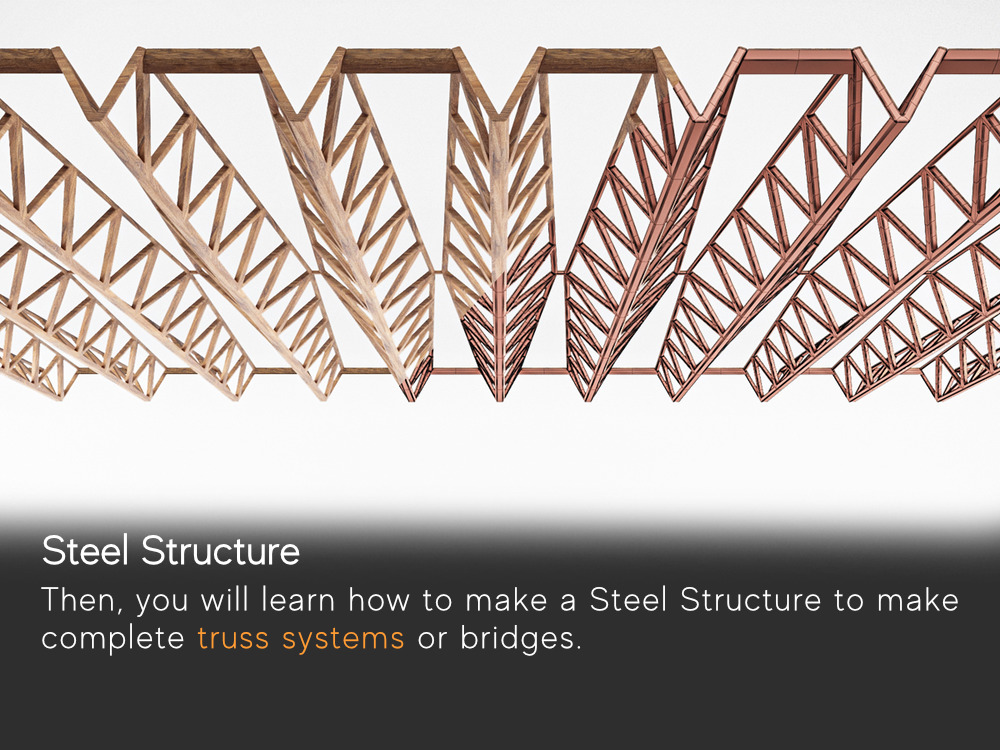 Steel Structure
Then, you will learn how to make a Steel Structure to make
complete truss systems or bridges.